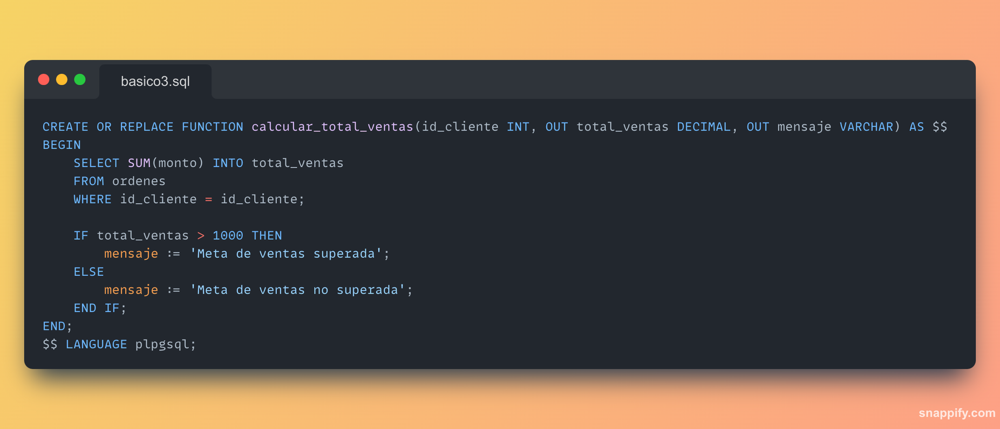 basico3.sql
CREATE OR REPLACE FUNCTION calcular_total_ventas(id_cliente INT, OUT total_ventas DECIMAL, OUT mensaje VARCHAR) AS $$
BEGIN
    SELECT SUM(monto) INTO total_ventas
    FROM ordenes
    WHERE id_cliente = id_cliente;

    IF total_ventas > 1000 THEN
        mensaje := 'Meta de ventas superada';
    ELSE
        mensaje := 'Meta de ventas no superada';
    END IF;
END;
$$ LANGUAGE plpgsql;
snappify.com